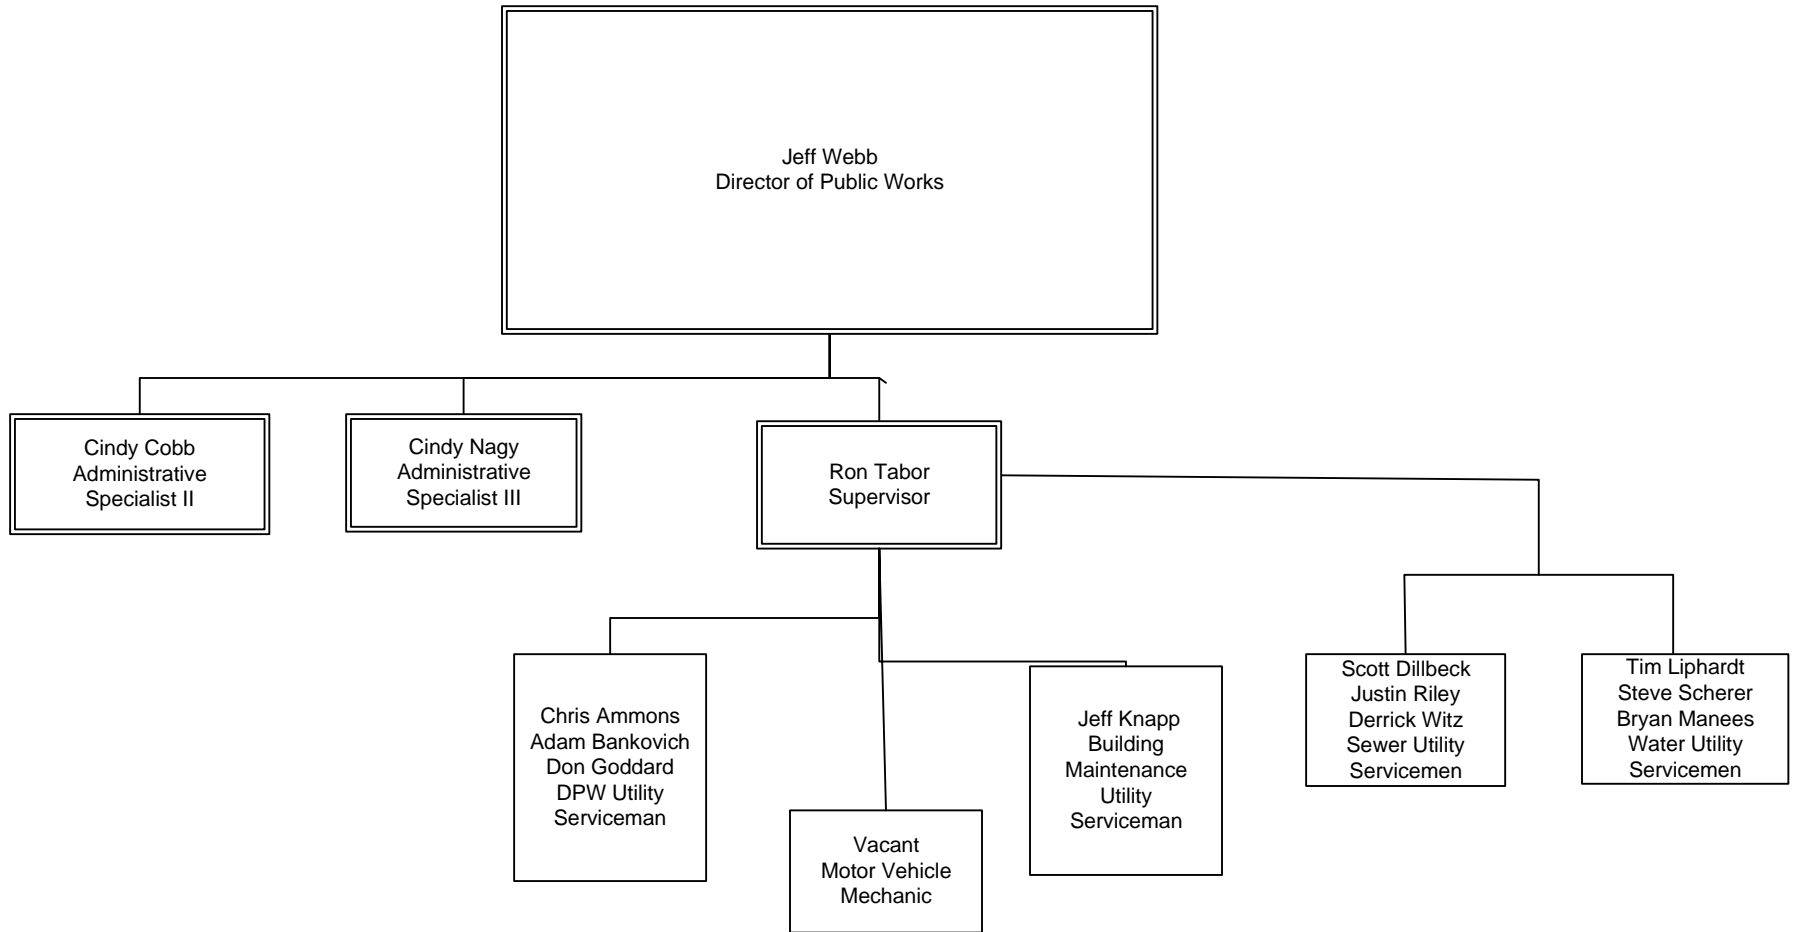 Jeff Webb
Director of Public Works
Cindy Cobb
Administrative
Specialist II
Cindy Nagy
Administrative
Specialist III
Ron Tabor
Supervisor
Chris Ammons
Adam Bankovich
Don Goddard
DPW Utility
Serviceman
Vacant
Motor Vehicle
Mechanic
Jeff Knapp
Building
Maintenance
Utility
Serviceman
Scott Dillbeck
Justin Riley
Derrick Witz
Sewer Utility
Servicemen
Tim Liphardt
Steve Scherer
Bryan Manees
Water Utility
Servicemen